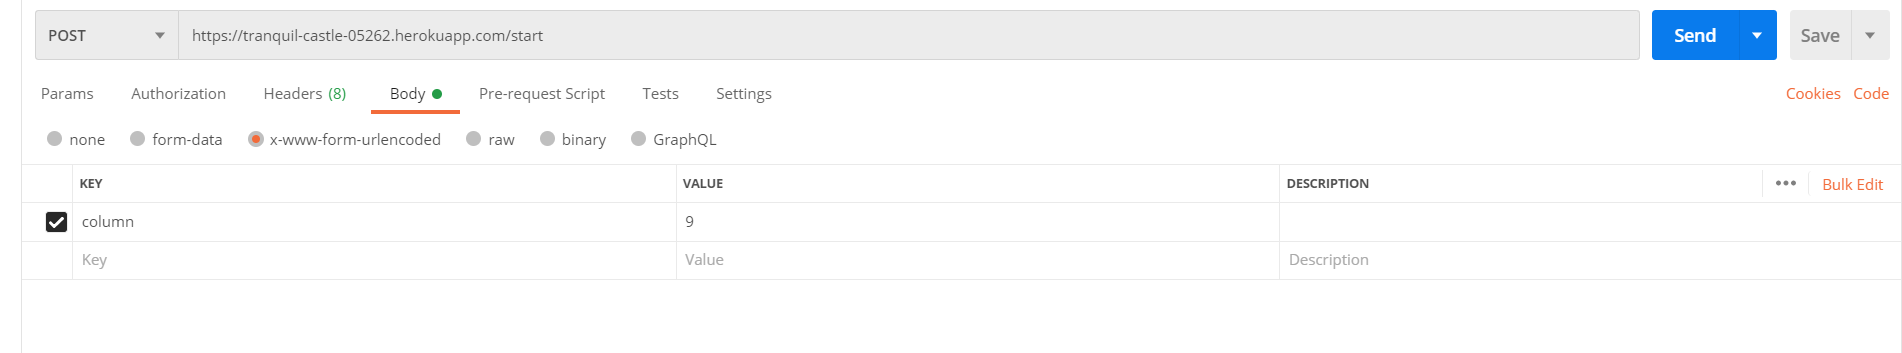 POST https://tranquil-castle-05262.herokuapp.com/start Send Save
Params Authorization Headers (8) Body Pre-request Script Tests Settings Cookies Code
none form-data x-www-form-urlencoded raw binary GraphQL
KEY VALUE DESCRIPTION ••• Bulk Edit
column 9
Key Value Description